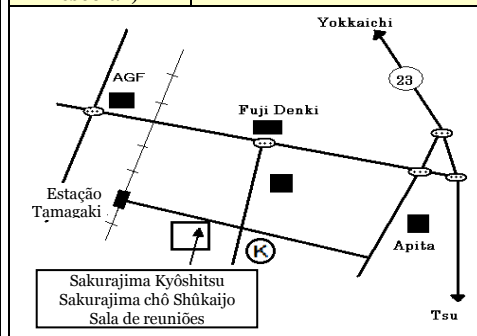 Yokkaichi
23
AGF
Fuji Denki
Estação
Tamagaki
K
Apita
Sakurajima Kyôshitsu
Sakurajima chô Shûkaijo
Sala de reuniões
Tsu